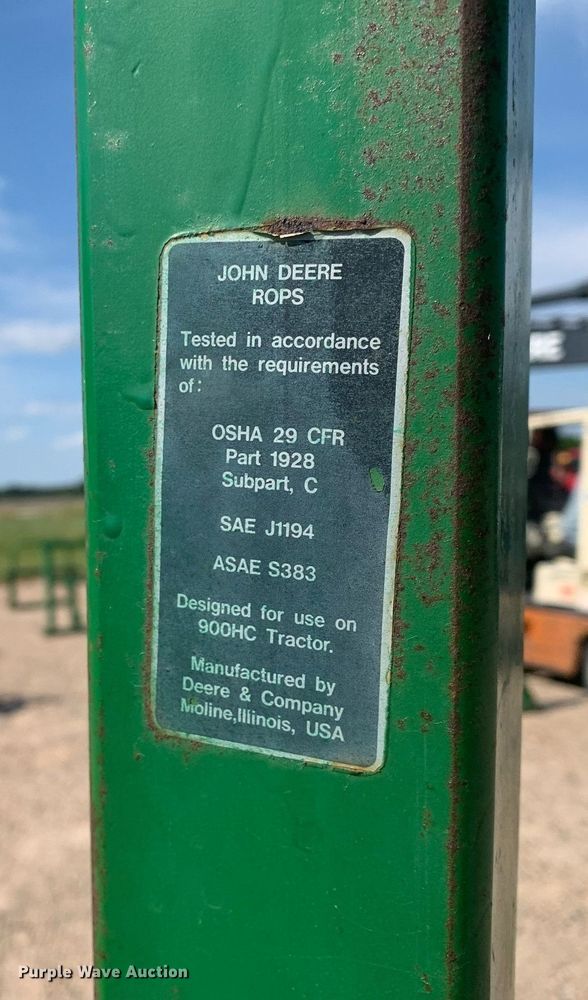 JOHN DEERE
ROPS
Tested in accordance
with the requirements
of:
OSHA 29 CFR
Part 1928
Subpart, C
SAE J1194
ASAE S383
Designed for use on
900HC Tractor.
Manufactured by
Deere & Company
Moline,Illinois, USA
Purple Wave Auction